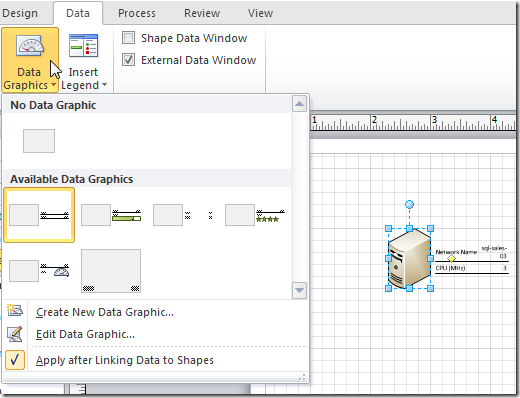 Design Data Process Review View
Data Graphics
Insert Legend
Shape Data Window
External Data Window
No Data Graphic
Available Data Graphics
Create New Data Graphic...
Edit Data Graphic...
Apply after Linking Data to Shapes
1 2 3 4
Network Name sql-sales-03
CPU (MHz) 3